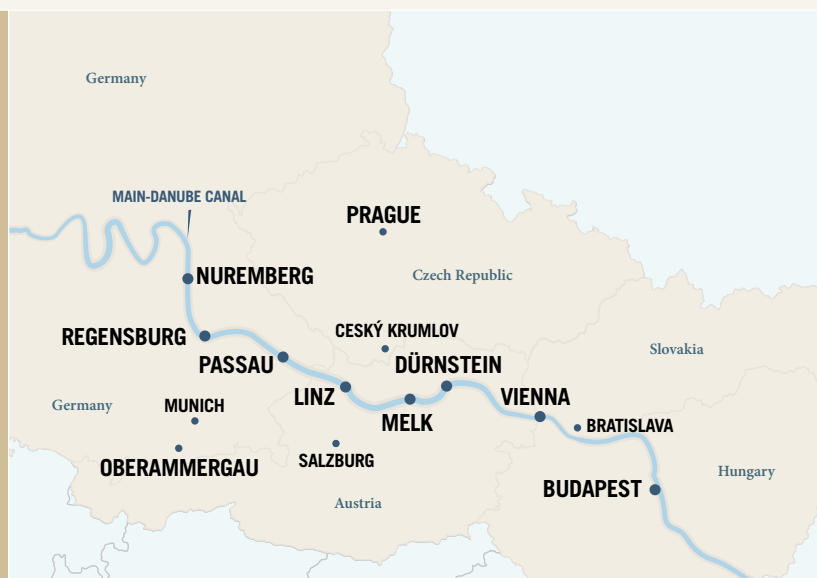 Germany
MAIN-DANUBE CANAL
PRAGUE
NUREMBERG
Czech Republic
REGENSBURG
CESKÝ KRUMLOV
PASSAU
DÜRNSTEIN
Slovakia
LINZ
VIENNA
Germany
MUNICH
MELK
BRATISLAVA
OBERAMMERGAU
SALZBURG
Hungary
BUDAPEST
Austria